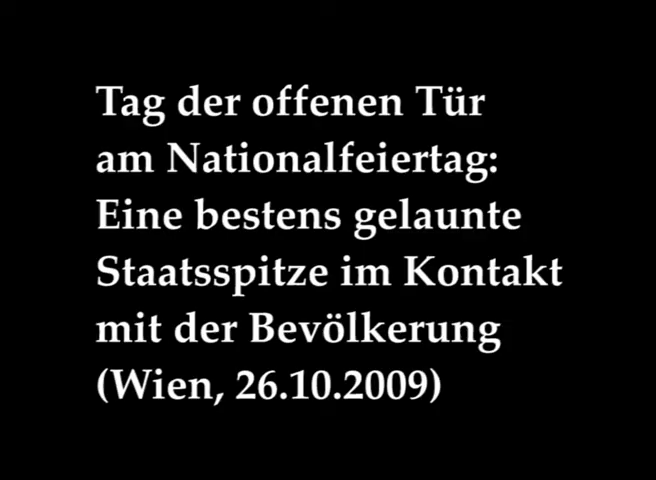 Tag der offenen Tür
am Nationalfeiertag:
Eine bestens gelaunte
Staatsspitze im Kontakt
mit der Bevölkerung
(Wien, 26.10.2009)